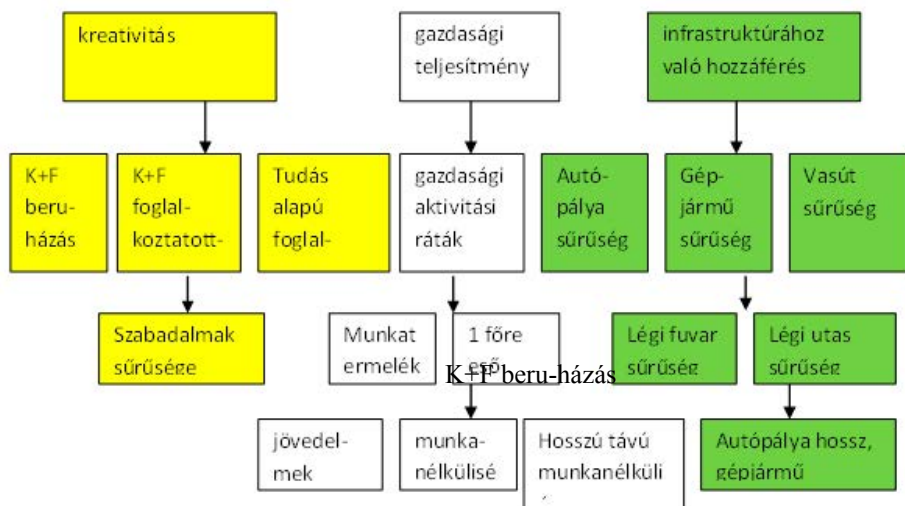 kreativitás
gazdasági
teljesítmény
infrastruktúrához
való hozzáférés
K+F
beru-
házás
K+F
foglal-
koztatott-
Tudás
alapú
foglal-
gazdasági
aktivitási
ráták
Autó-
pálya
sűrűség
Gép-
jármű
sűrűség
Vasút
sűrűség
Szabadalmak
sűrűsége
Munkat
ermelék
1 főre
eső
Légi fuvar
sűrűség
Légi utas
sűrűség
K+F beru-házás
jövedel-
mek
munka-
nélkülisé
Hosszú távú
munkanélküli
Autópálya hossz,
gépjármű